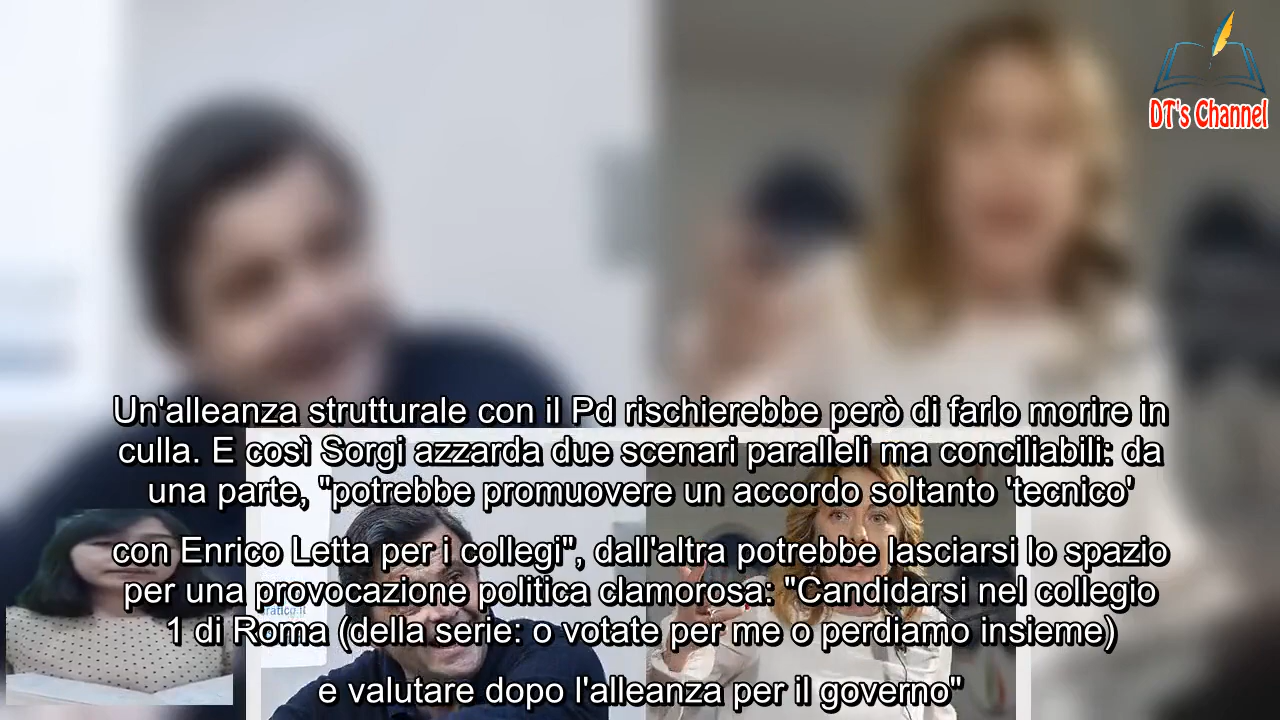 DT's Channel
Un'alleanza strutturale con il Pd rischierebbe però di farlo morire in
culla. E così Sorgi azzarda due scenari paralleli ma conciliabili: da
una parte, "potrebbe promuovere un accordo soltanto 'tecnico'
con Enrico Letta per i collegi", dall'altra potrebbe lasciarsi lo spazio
per una provocazione politica clamorosa: "Candidarsi nel collegio
1 di Roma (della serie: o votate per me o perdiamo insieme)
e valutare dopo l'alleanza per il governo"